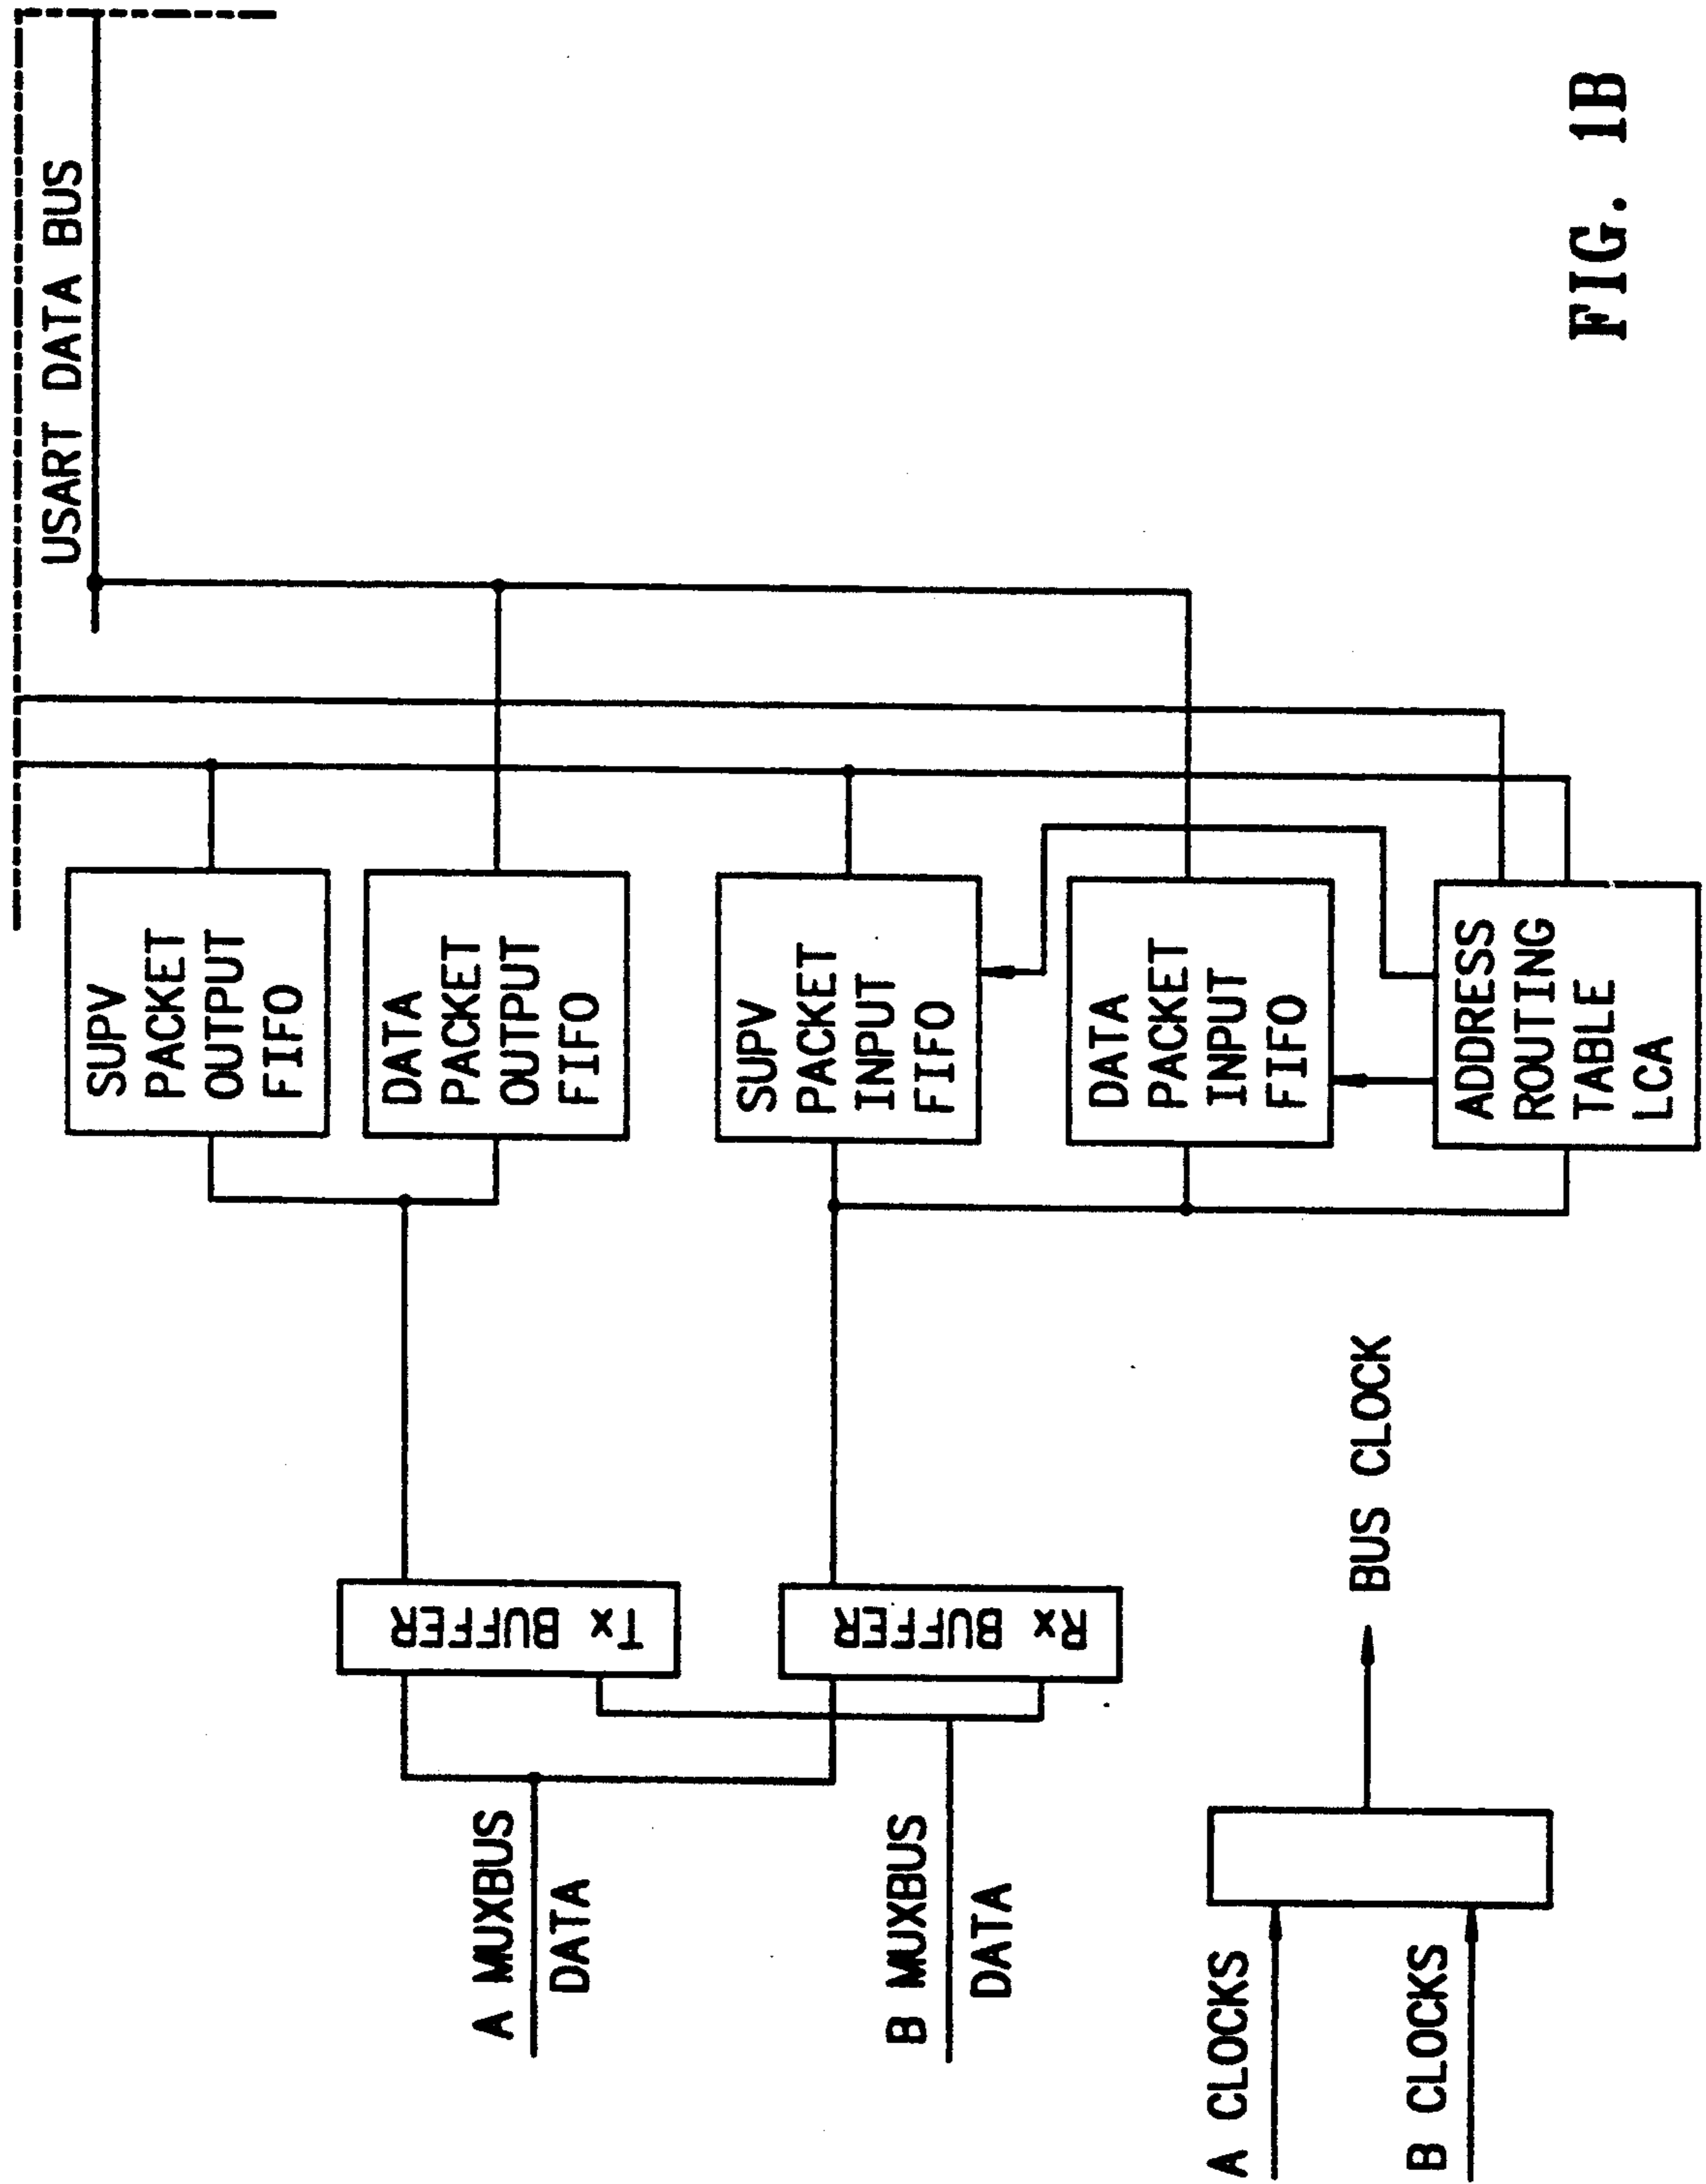 USART DATA BUS
SUPV
PACKET
OUTPUT
FIFO
DATA
PACKET
OUTPUT
FIFO
SUPV
PACKET
INPUT
FIFO
DATA
PACKET
INPUT
FIFO
ADDRESS
ROUTING
TABLE
LCA
Tx BUFFER
Rx BUFFER
A MUXBUS
DATA
B MUXBUS
DATA
A CLOCKS
B CLOCKS
BUS CLOCK
FIG. 1B